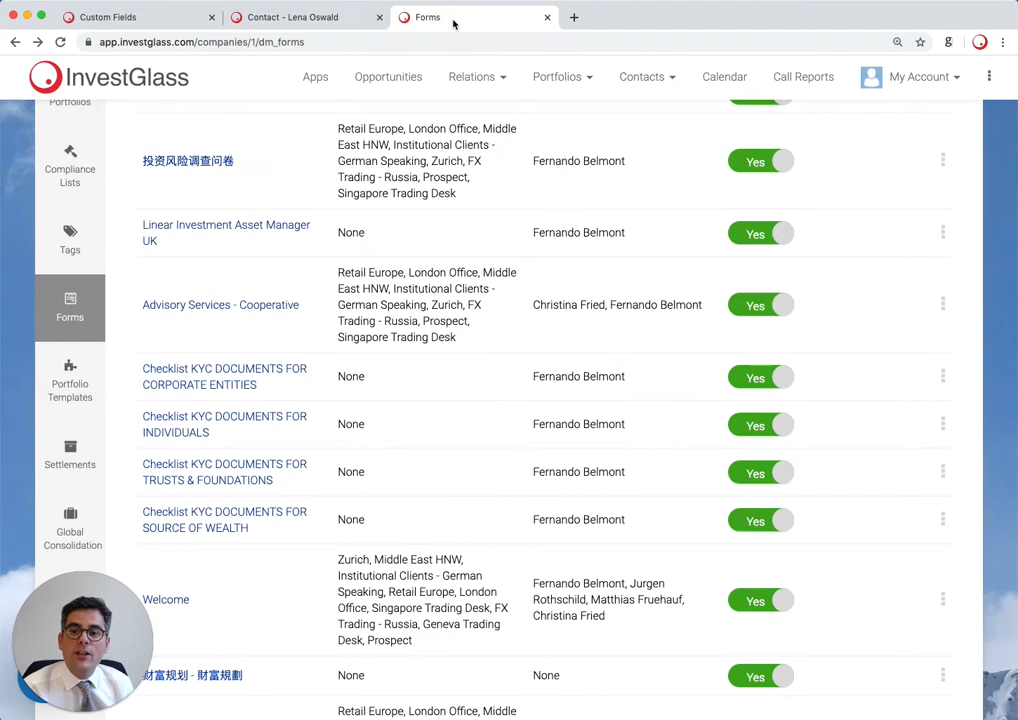 Custom Fields
Contact - Lena Oswald
Forms
app.investglass.com/companies/1/dm_forms
InvestGlass
Apps
Opportunities
Relations
Portfolios
Contacts
Calendar
Call Reports
My Account
Portfolios
Compliance
Lists
Tags
Forms
Portfolio
Templates
Settlements
Global
Consolidation
投资风险调查问卷
Retail Europe, London Office, Middle
East HNW, Institutional Clients -
German Speaking, Zurich, FX
Trading - Russia, Prospect,
Singapore Trading Desk
Fernando Belmont
Yes
Linear Investment Asset Manager
UK
None
Fernando Belmont
Yes
Advisory Services - Cooperative
Retail Europe, London Office, Middle
East HNW, Institutional Clients -
German Speaking, Zurich, FX
Trading - Russia, Prospect,
Singapore Trading Desk
Christina Fried, Fernando Belmont
Yes
Checklist KYC DOCUMENTS FOR
CORPORATE ENTITIES
None
Fernando Belmont
Yes
Checklist KYC DOCUMENTS FOR
INDIVIDUALS
None
Fernando Belmont
Yes
Checklist KYC DOCUMENTS FOR
TRUSTS & FOUNDATIONS
None
Fernando Belmont
Yes
Checklist KYC DOCUMENTS FOR
SOURCE OF WEALTH
None
Fernando Belmont
Yes
Welcome
Zurich, Middle East HNW,
Institutional Clients - German
Speaking, Retail Europe, London
Office, Singapore Trading Desk, FX
Trading - Russia, Geneva Trading
Desk, Prospect
Fernando Belmont, Jurgen
Rothschild, Matthias Fruehauf,
Christina Fried
Yes
财富规划 - 財富規劃
None
None
Yes
Retail Europe, London Office, Middle